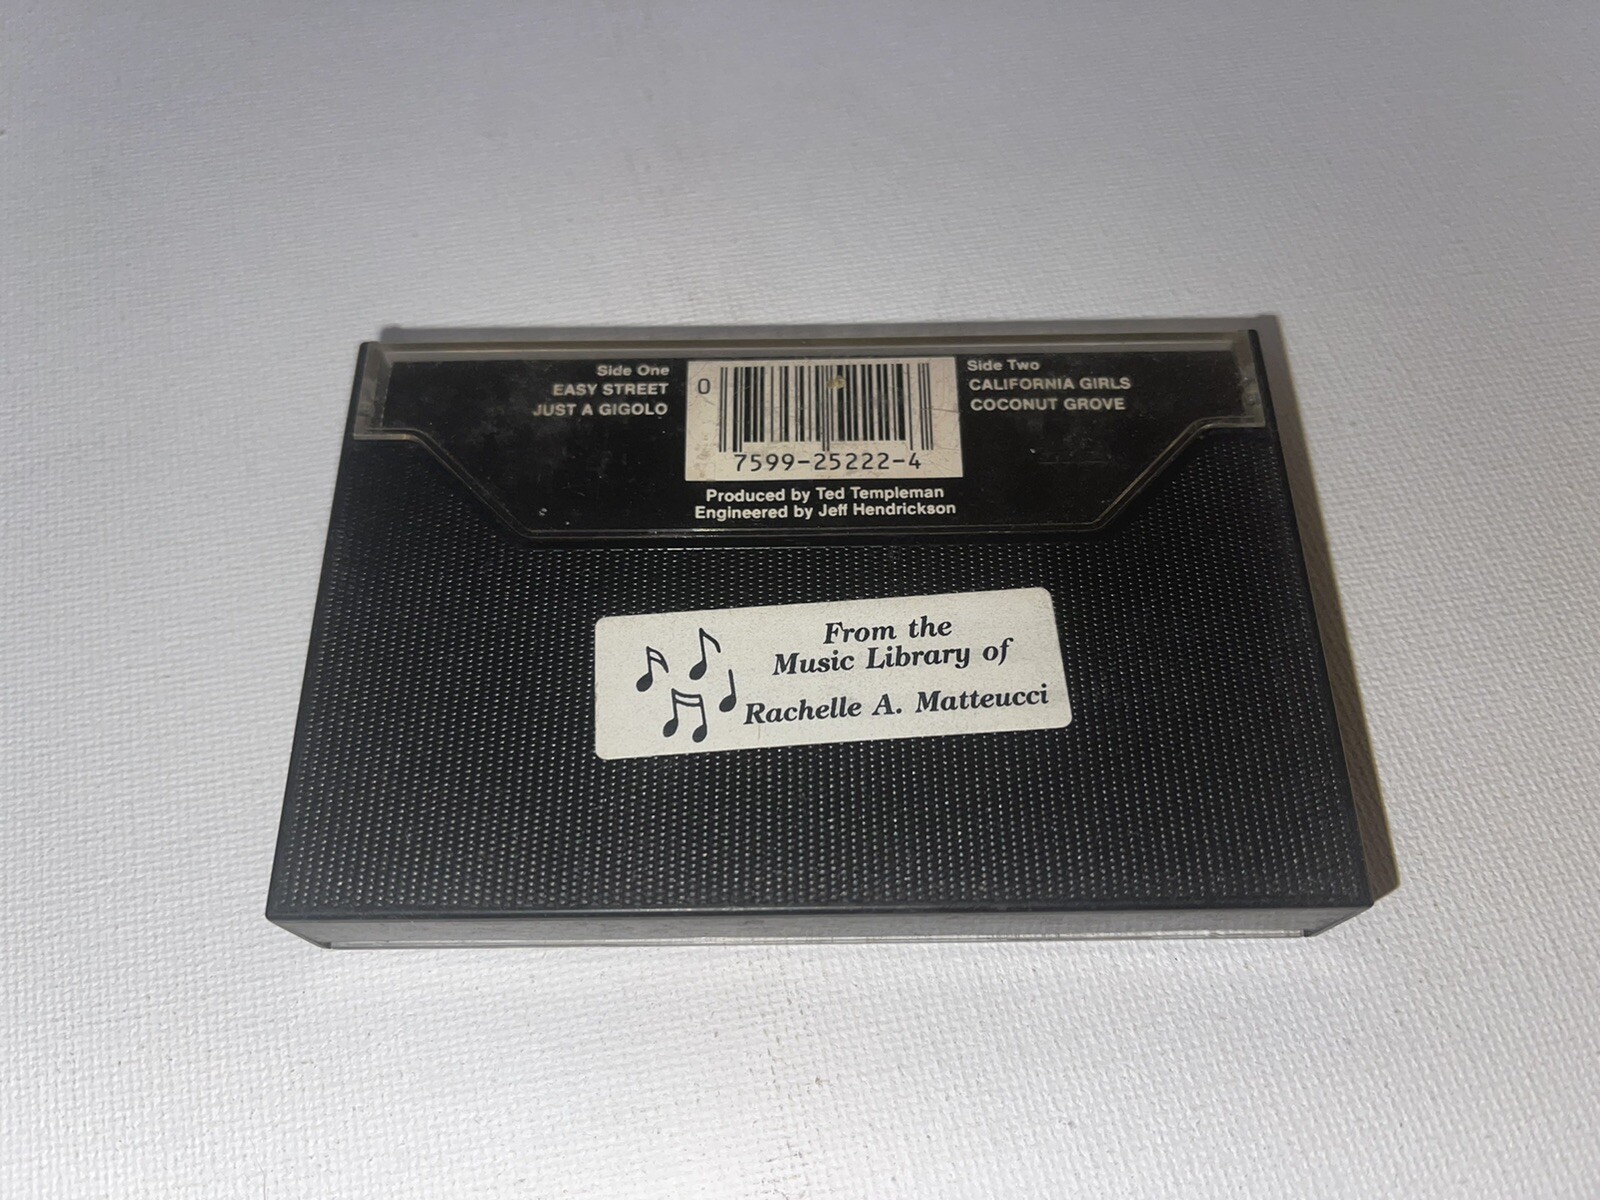 Side One
EASY STREET
JUST A GIGOLO
0
7599-25222-4
Side Two
CALIFORNIA GIRLS
COCONUT GROVE
Produced by Ted Templeman
Engineered by Jeff Hendrickson
From the
Music Library of
Rachelle A. Matteucci